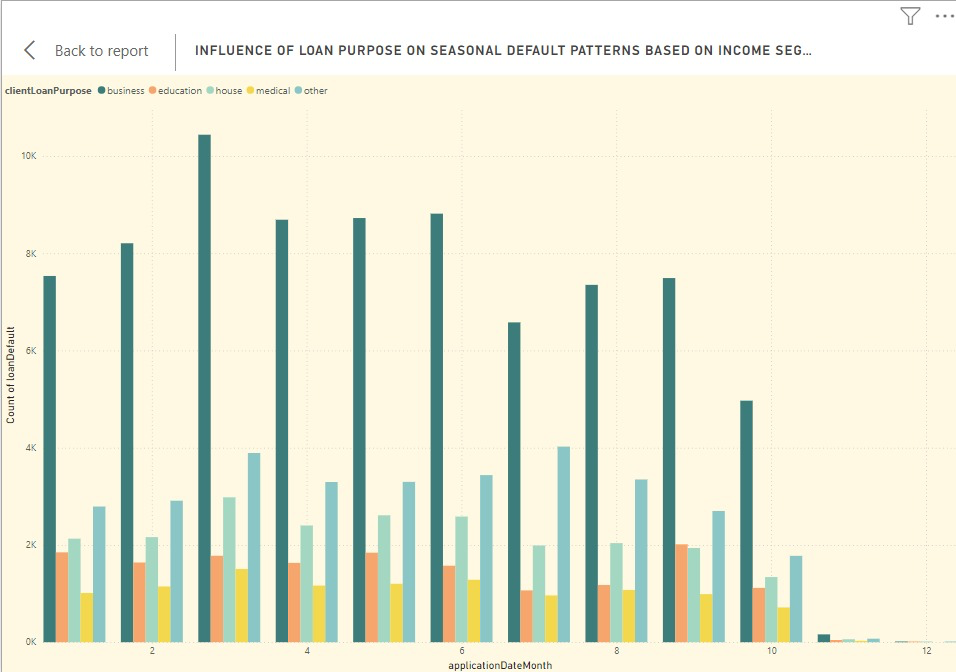 Back to report
INFLUENCE OF LOAN PURPOSE ON SEASONAL DEFAULT PATTERNS BASED ON INCOME SEG...
clientLoanPurpose business education house medical other
10K
8K
6K
4K
2K
0K
Count of loanDefault
2 4 6 8 10 12
applicationDateMonth